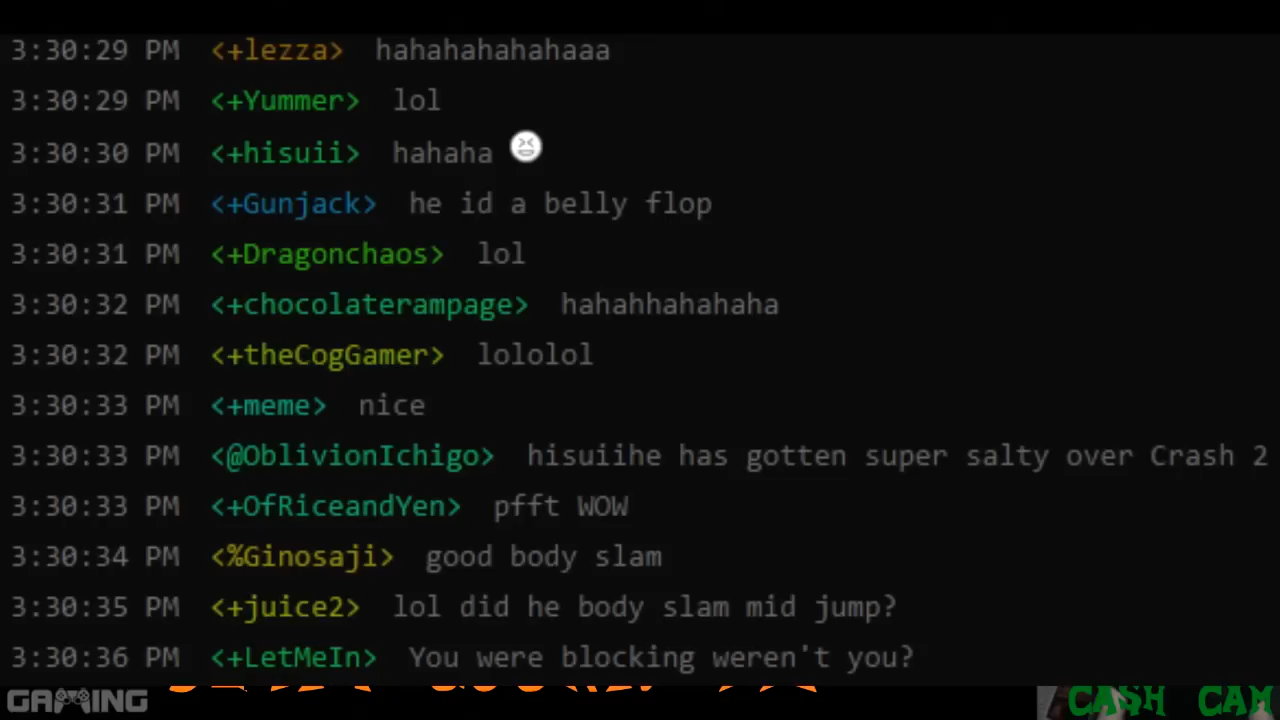 3:30:29 PM <+lezza> hahahahahahaaa
3:30:29 PM <+Yummer> lol
3:30:30 PM <+hisuii> hahaha 😆
3:30:31 PM <+Gunjack> he id a belly flop
3:30:31 PM <+Dragonchaos> lol
3:30:32 PM <+chocolaterampage> hahahhahahaha
3:30:32 PM <+theCogGamer> lolololol
3:30:33 PM <+meme> nice
3:30:33 PM <@OblivionIchigo> hisuiihe has gotten super salty over Crash 2
3:30:33 PM <+OfRiceandYen> pfft WOW
3:30:34 PM <%Ginosaji> good body slam
3:30:35 PM <+juice2> lol did he body slam mid jump?
3:30:36 PM <+LetMeIn> You were blocking weren't you?
GAMING
CASH CAM